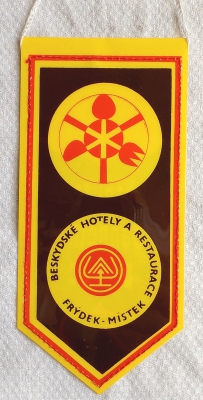 BESKYDSKÉ HOTELY A RESTAURACE
FRÝDEK-MÍSTEK